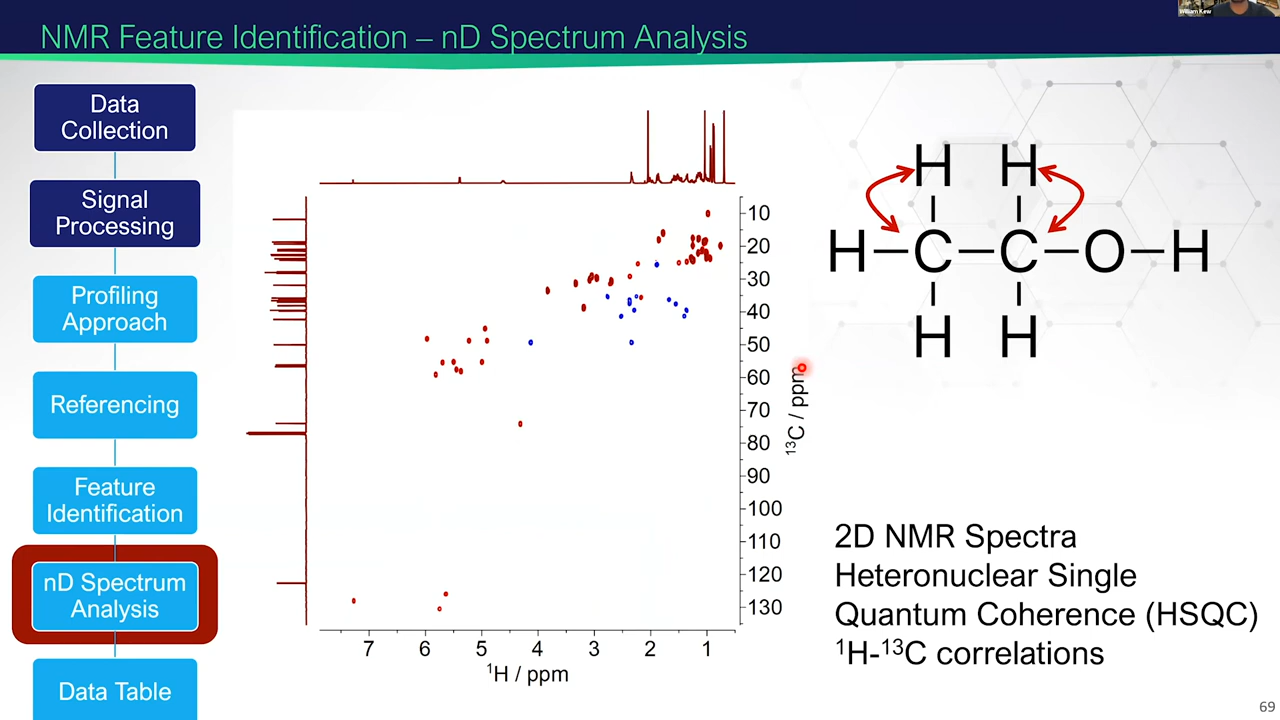 NMR Feature Identification – nD Spectrum Analysis
William Kew
Data
Collection
Signal
Processing
Profiling
Approach
Referencing
Feature
Identification
nD Spectrum
Analysis
Data Table
10
20
30
40
50
60
70
80
90
100
110
120
130
¹³C / ppm
7 6 5 4 3 2 1
¹H / ppm
H H
H C C O H
H H
2D NMR Spectra
Heteronuclear Single
Quantum Coherence (HSQC)
¹H-¹³C correlations
69